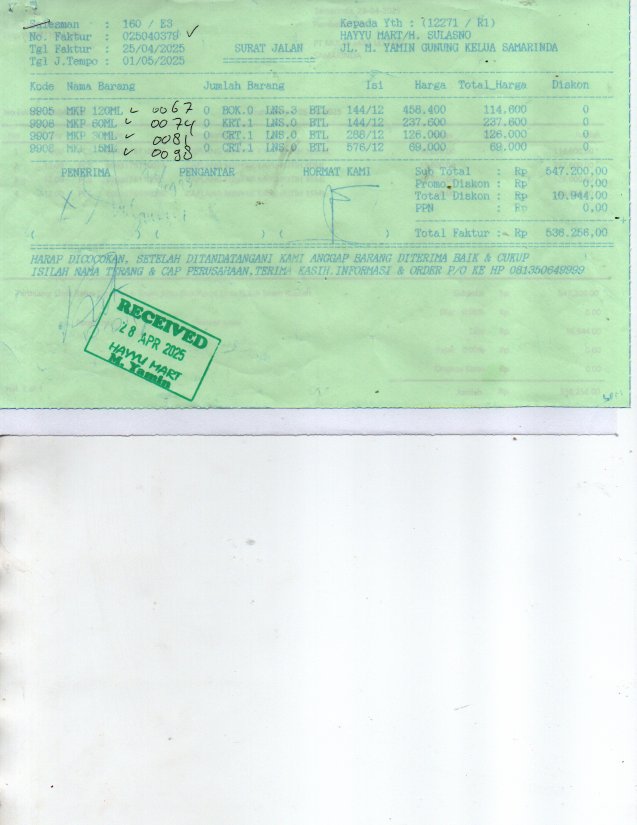 Salesman : 160 / E3 Kepada Yth : (12271 / R1)
No. Faktur : 025040379 HAYYU MART/H. SULASNO
Tgl Faktur : 25/04/2025 SURAT JALAN JL. M. YAMIN GUNUNG KELUA SAMARINDA
Tgl J.Tempo : 01/05/2025
Kode Nama Barang Jumlah Barang Isi Harga Total Harga Diskon
9905 MKP 120ML 0067 0 BOK.0 LNS.3 BTL 144/12 458.400 114.600 0
9906 MKP 60ML 0074 0 KRT.1 LNS.0 BTL 144/12 237.600 237.600 0
9907 MKP 30ML 0081 0 CRT.1 LNS.0 BTL 288/12 126.000 126.000 0
9908 MKP 15ML 0098 0 CRT.1 LNS.0 BTL 576/12 69.000 69.000 0
PENERIMA PENGANTAR HORMAT KAMI Sub Total : Rp 547.200,00
Promo Diskon : Rp 0,00
Total Diskon : Rp 10.944,00
PPN : Rp 0,00
( ) ( ) ( ) Total Faktur : Rp 536.256,00
HARAP DICOCOKAN, SETELAH DITANDATANGANI KAMI ANGGAP BARANG DITERIMA BAIK & CUKUP
ISILAH NAMA TERANG & CAP PERUSAHAAN.TERIMA KASIH.INFORMASI & ORDER P/O KE HP 081350649999
RECEIVED
28 APR 2025
HAYYU MART
M. Yamin